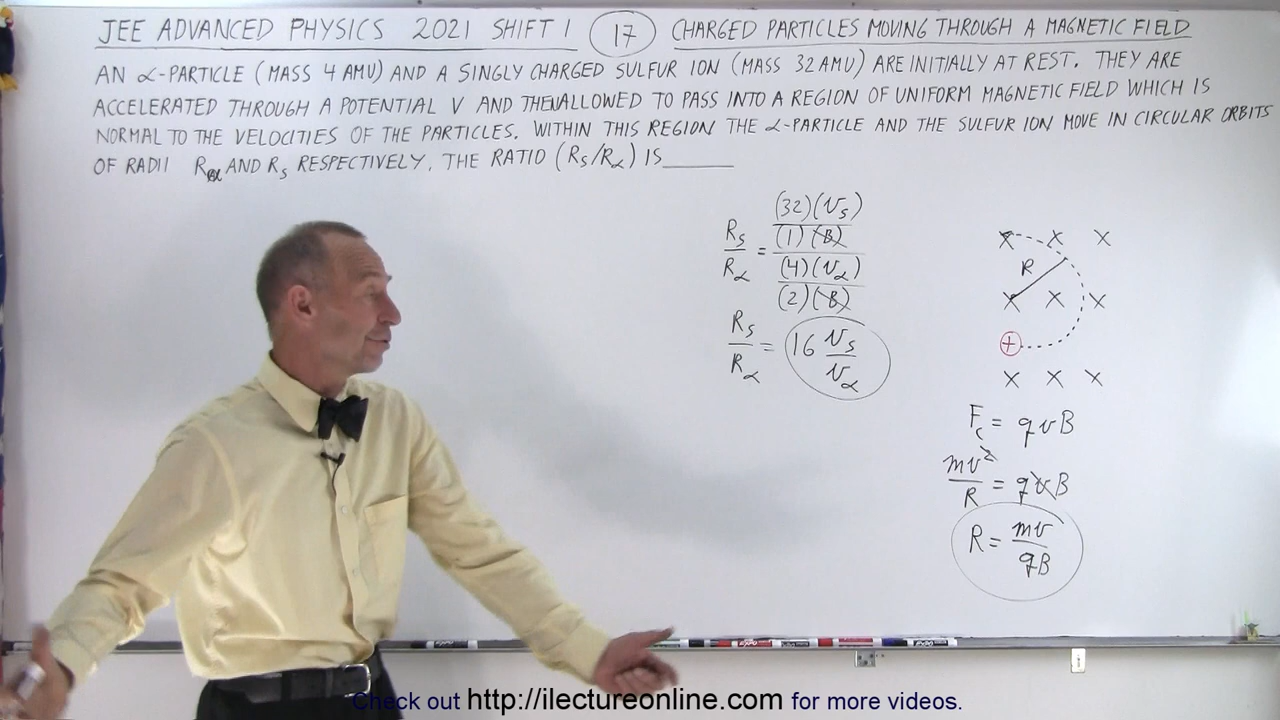 JEE ADVANCED PHYSICS 2021 SHIFT 1 17 CHARGED PARTICLES MOVING THROUGH A MAGNETIC FIELD
AN α-PARTICLE (MASS 4 AMU) AND A SINGLY CHARGED SULFUR ION (MASS 32 AMU) ARE INITIALLY AT REST. THEY ARE
ACCELERATED THROUGH A POTENTIAL V AND THEN ALLOWED TO PASS INTO A REGION OF UNIFORM MAGNETIC FIELD WHICH IS
NORMAL TO THE VELOCITIES OF THE PARTICLES. WITHIN THIS REGION THE α-PARTICLE AND THE SULFUR ION MOVE IN CIRCULAR ORBITS
OF RADII Rα AND RS RESPECTIVELY. THE RATIO (RS/Rα) IS______
RS/Rα = (32)(vS)/(1)(B) / (4)(vα)/(2)(B)
RS/Rα = 16 vS/vα
X X X
R
X X X
+
X X X
Fc = qvB
mv²/R = qvB
R = mv/qB
EXPO
Check out http://ilectureonline.com for more videos.